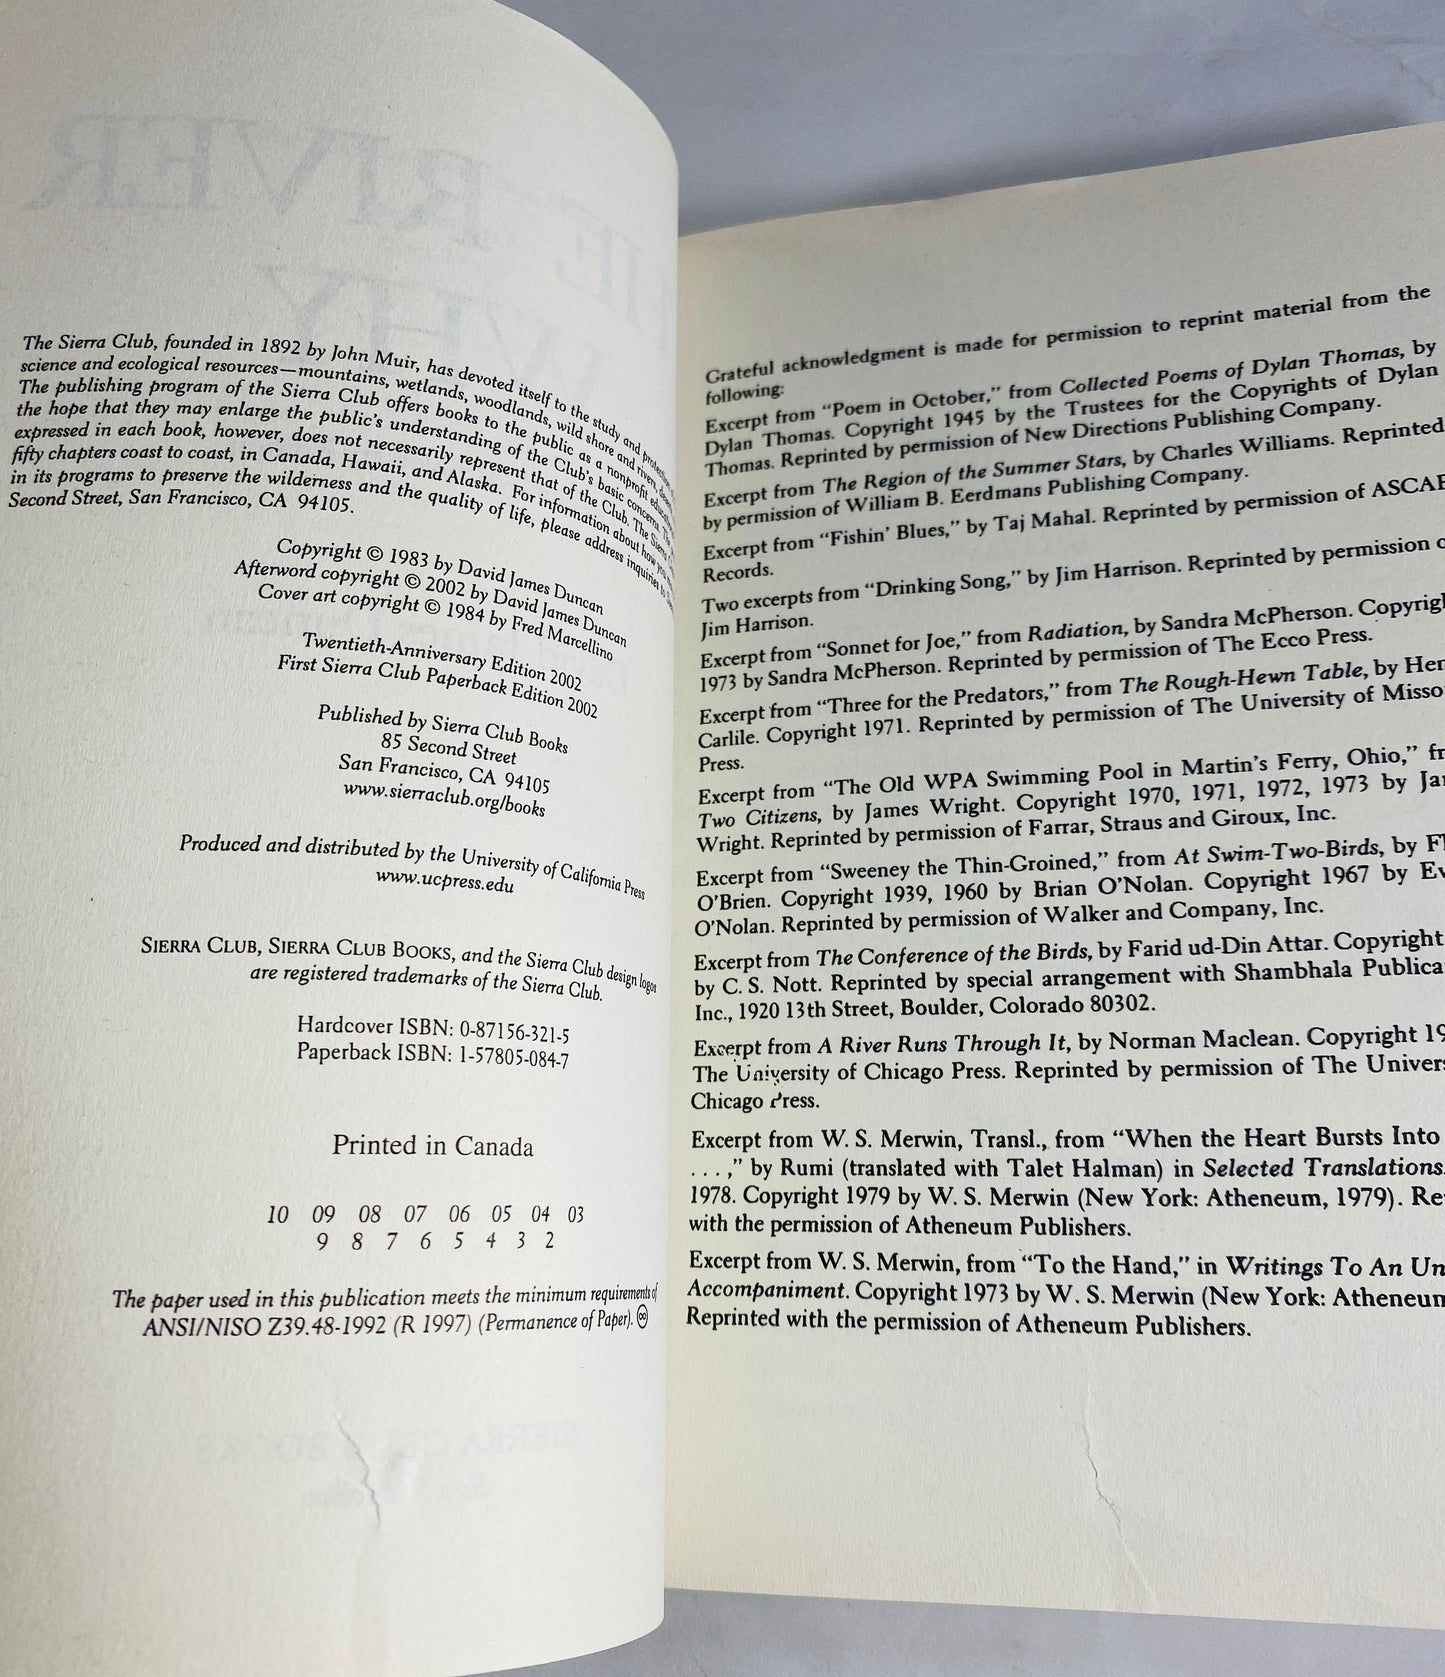 The Sierra Club, founded in 1892 by John Muir, has devoted itself to the study and
science and ecological resources—mountains, wetlands, woodlands, wild shore and rivers,
The publishing program of the Sierra Club offers books to the public as a nonprofit
the hope that they may enlarge the public's understanding of the Club's basic concerns. The
expressed in each book, however, does not necessarily represent that of the Club. The Sierra
fifty chapters coast to coast, in Canada, Hawaii, and Alaska. For information about how you
in its programs to preserve the wilderness and the quality of life, please address inquiries to
Second Street, San Francisco, CA 94105.
Copyright © 1983 by David James Duncan
Afterword copyright © 2002 by David James Duncan
Cover art copyright © 1984 by Fred Marcellino
Twentieth-Anniversary Edition 2002
First Sierra Club Paperback Edition 2002
Published by Sierra Club Books
85 Second Street
San Francisco, CA 94105
www.sierraclub.org/books
Produced and distributed by the University of California Press
www.ucpress.edu
SIERRA CLUB, SIERRA CLUB BOOKS, and the Sierra Club design logos
are registered trademarks of the Sierra Club.
Hardcover ISBN: 0-87156-321-5
Paperback ISBN: 1-57805-084-7
Printed in Canada
10 09 08 07 06 05 04 03
9 8 7 6 5 4 3 2
The paper used in this publication meets the minimum requirements of
ANSI/NISO Z39.48-1992 (R 1997) (Permanence of Paper). ♾
Grateful acknowledgment is made for permission to reprint material from the
following:
Excerpt from "Poem in October," from Collected Poems of Dylan Thomas, by
Dylan Thomas. Copyright 1945 by the Trustees for the Copyrights of Dylan
Thomas. Reprinted by permission of New Directions Publishing Company.
Excerpt from The Region of the Summer Stars, by Charles Williams. Reprinted
by permission of William B. Eerdmans Publishing Company.
Excerpt from "Fishin' Blues," by Taj Mahal. Reprinted by permission of ASCAP
Records.
Two excerpts from "Drinking Song," by Jim Harrison. Reprinted by permission
Jim Harrison.
Excerpt from "Sonnet for Joe," from Radiation, by Sandra McPherson. Copyrig
1973 by Sandra McPherson. Reprinted by permission of The Ecco Press.
Excerpt from "Three for the Predators," from The Rough-Hewn Table, by Hen
Carlile. Copyright 1971. Reprinted by permission of The University of Misso
Press.
Excerpt from "The Old WPA Swimming Pool in Martin's Ferry, Ohio," fr
Two Citizens, by James Wright. Copyright 1970, 1971, 1972, 1973 by Jam
Wright. Reprinted by permission of Farrar, Straus and Giroux, Inc.
Excerpt from "Sweeney the Thin-Groined," from At Swim-Two-Birds, by Fl
O'Brien. Copyright 1939, 1960 by Brian O'Nolan. Copyright 1967 by Ev
O'Nolan. Reprinted by permission of Walker and Company, Inc.
Excerpt from The Conference of the Birds, by Farid ud-Din Attar. Copyright
by C. S. Nott. Reprinted by special arrangement with Shambhala Publica
Inc., 1920 13th Street, Boulder, Colorado 80302.
Excerpt from A River Runs Through It, by Norman Maclean. Copyright 19
The University of Chicago Press. Reprinted by permission of The Univers
Chicago Press.
Excerpt from W. S. Merwin, Transl., from "When the Heart Bursts Into
. . . ," by Rumi (translated with Talet Halman) in Selected Translations
1978. Copyright 1979 by W. S. Merwin (New York: Atheneum, 1979). Re
with the permission of Atheneum Publishers.
Excerpt from W. S. Merwin, from "To the Hand," in Writings To An Un
Accompaniment. Copyright 1973 by W. S. Merwin (New York: Atheneum
Reprinted with the permission of Atheneum Publishers.